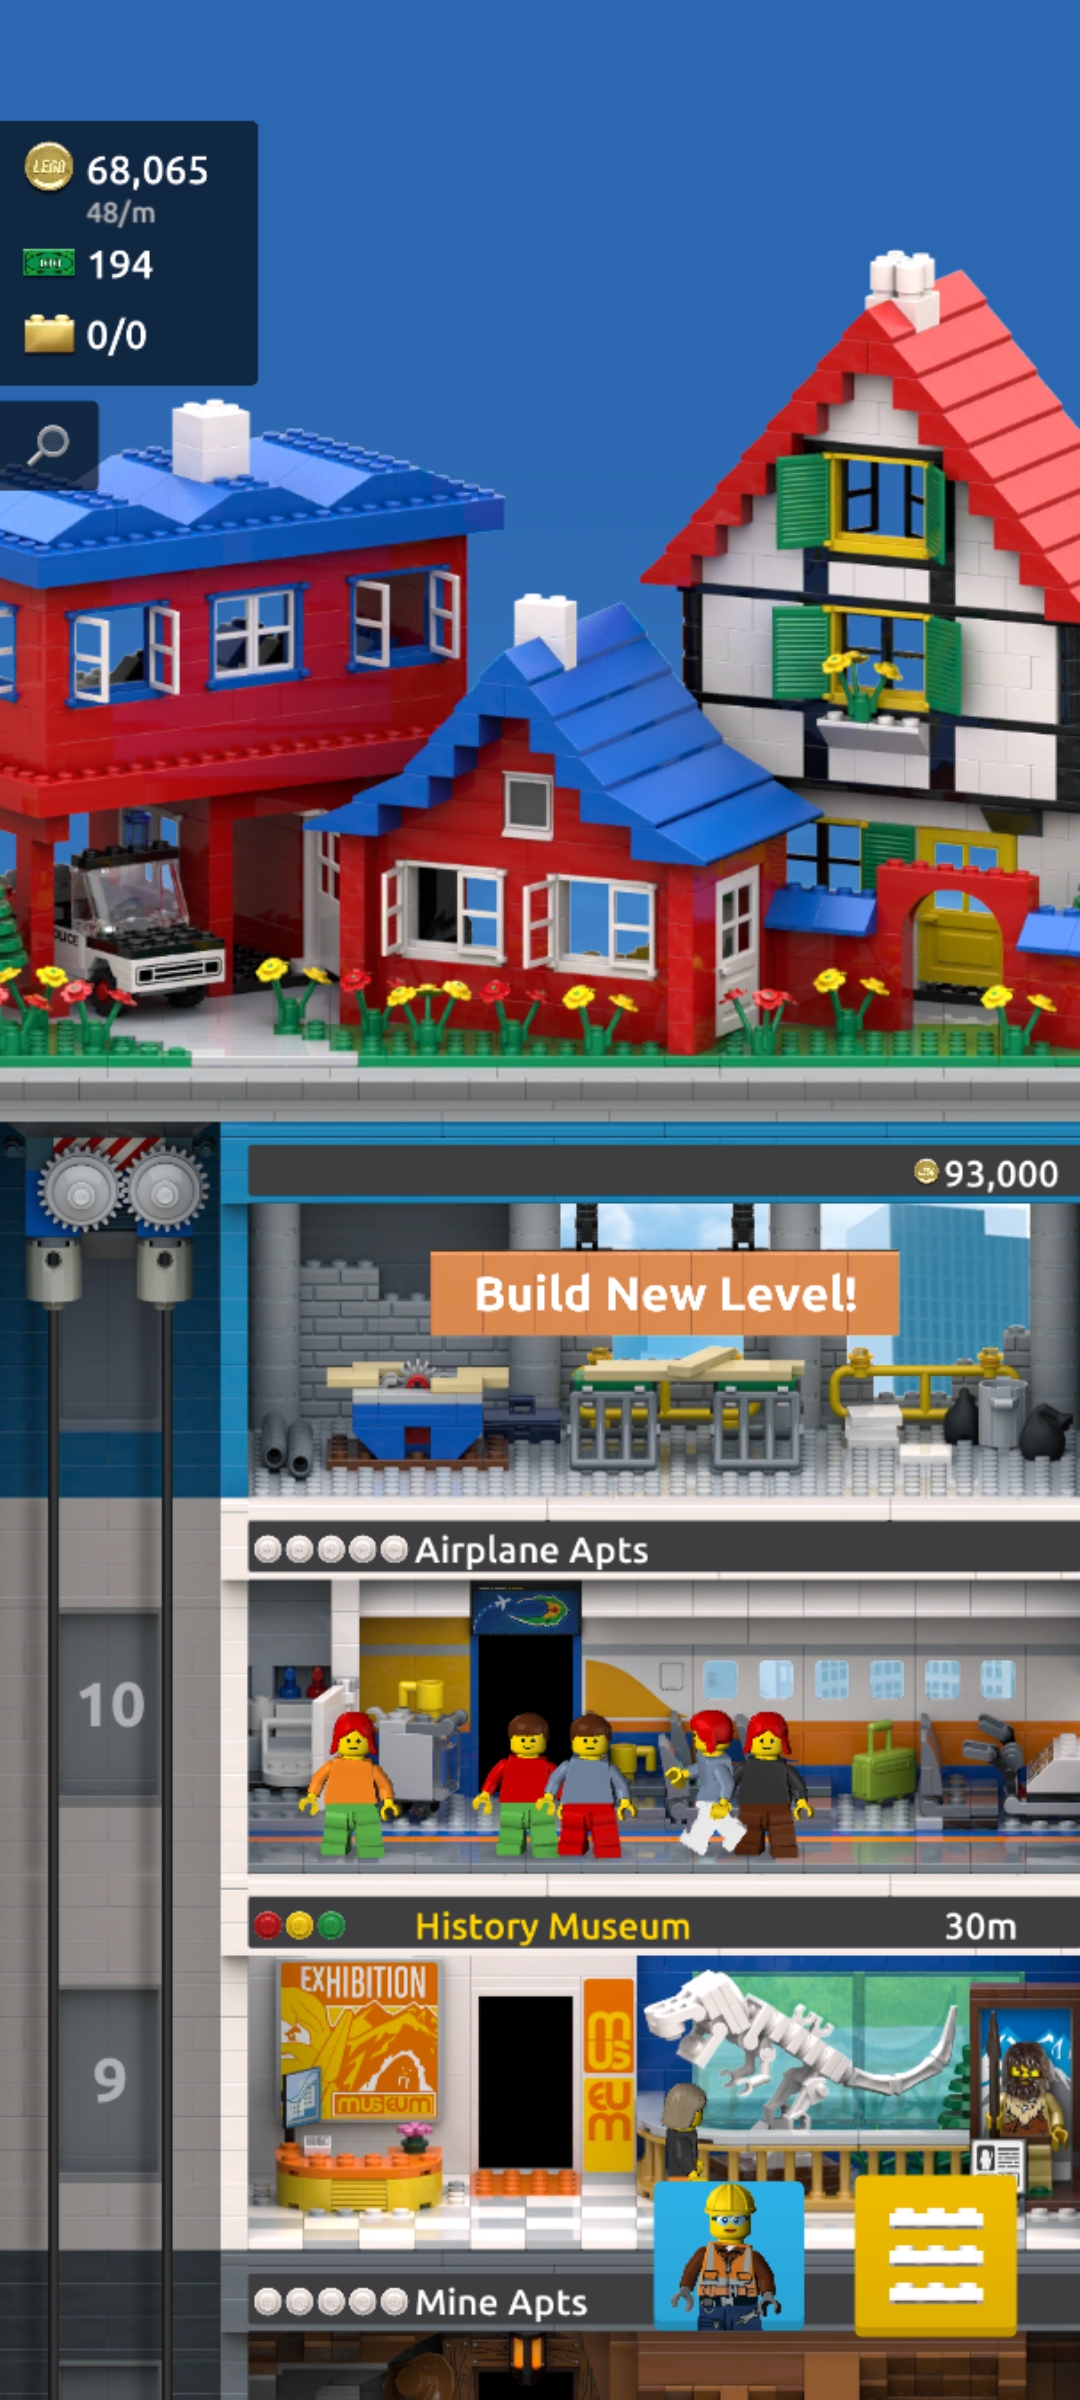 LEGO 68,065
48/m
194
0/0
POLICE
93,000
Build New Level!
Airplane Apts
10
History Museum 30m
EXHIBITION
MUSEUM
MUS
EUM
9
Mine Apts